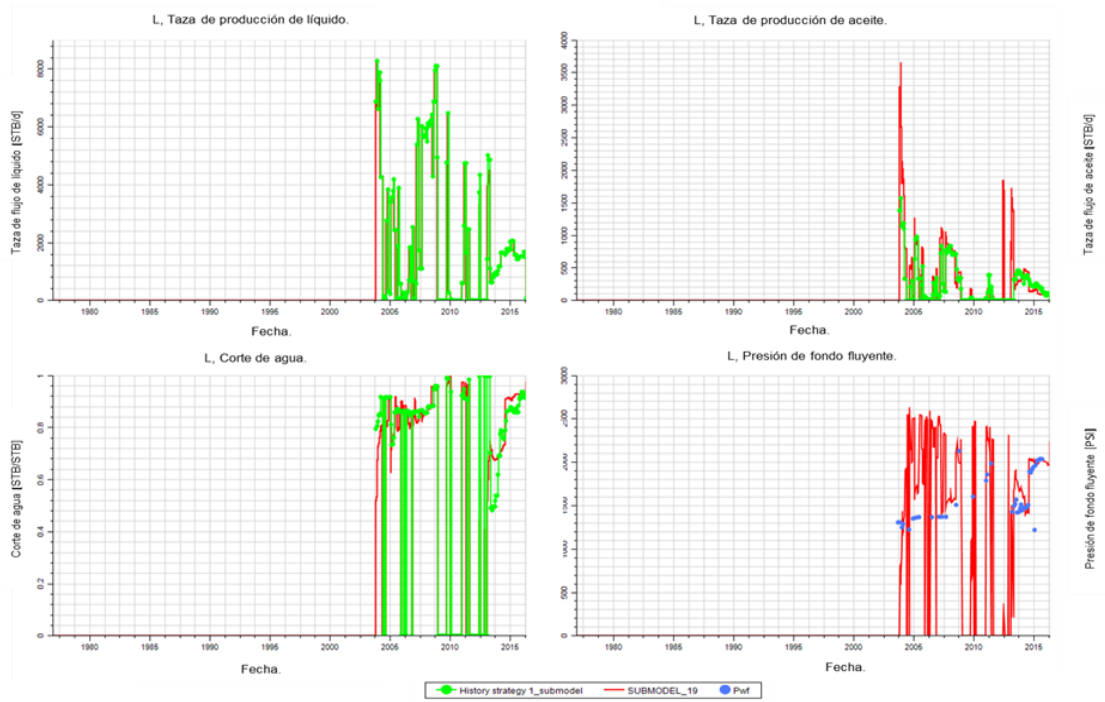 L, Taza de producción de líquido.
L, Taza de producción de aceite.
Taza de flujo de líquido [STB/d]
8000
6000
4000
2000
0
1980 1985 1990 1995 2000 2005 2010 2015
Fecha.
4000
3500
3000
2500
2000
1500
1000
500
0
1980 1985 1990 1995 2000 2005 2010 2015
Fecha.
Taza de flujo de aceite [STB/d]
L, Corte de agua.
L, Presión de fondo fluyente.
Corte de agua [STB/STB]
1
0.8
0.6
0.4
0.2
0
1980 1985 1990 1995 2000 2005 2010 2015
Fecha.
3000
2500
2000
1500
1000
500
0
1980 1985 1990 1995 2000 2005 2010 2015
Fecha.
Presión de fondo fluyente [PSI]
History strategy 1_submodel SUBMODEL_19 Pwf